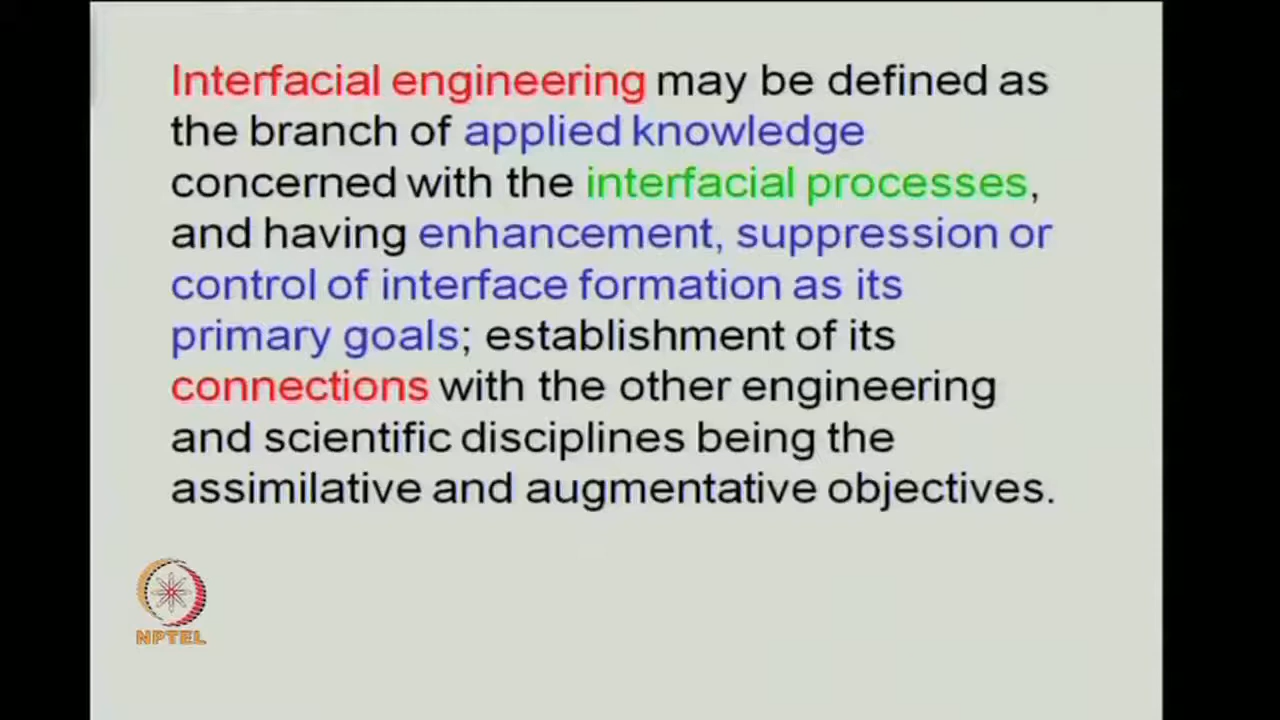 Interfacial engineering may be defined as
the branch of applied knowledge
concerned with the interfacial processes,
and having enhancement, suppression or
control of interface formation as its
primary goals; establishment of its
connections with the other engineering
and scientific disciplines being the
assimilative and augmentative objectives.
NPTEL